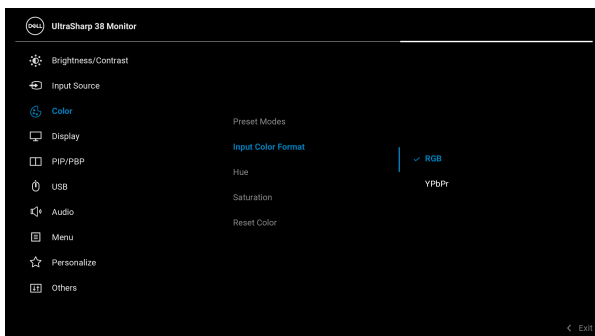 DELL UltraSharp 38 Monitor
Brightness/Contrast
Input Source
Color
Display
PIP/PBP
USB
Audio
Menu
Personalize
Others
Preset Modes
Input Color Format
Hue
Saturation
Reset Color
RGB
YPbPr
Exit